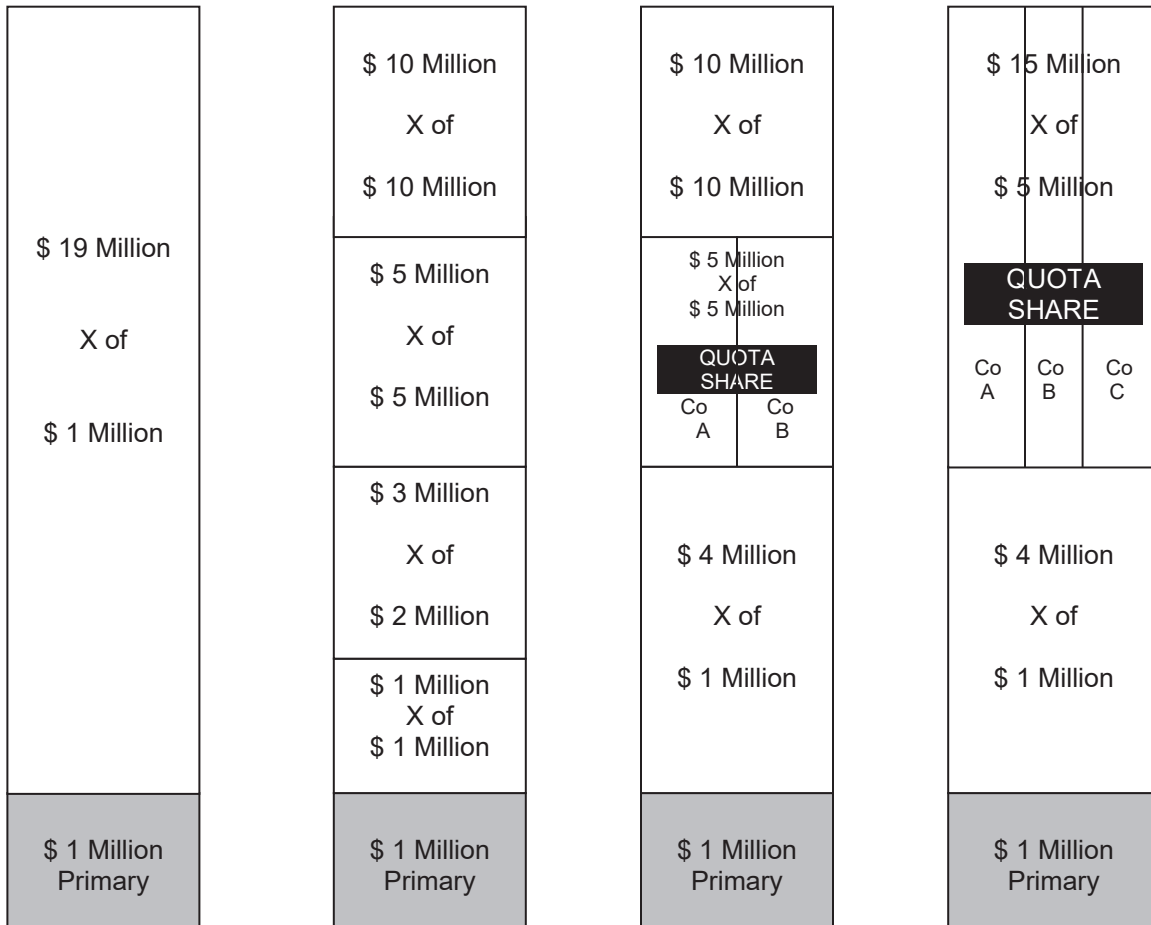 $ 19 Million
X of
$ 1 Million
$ 1 Million
Primary
$ 10 Million
X of
$ 10 Million
$ 5 Million
X of
$ 5 Million
$ 3 Million
X of
$ 2 Million
$ 1 Million
X of
$ 1 Million
$ 1 Million
Primary
$ 10 Million
X of
$ 10 Million
$ 5 Million
X of
$ 5 Million
QUOTA
SHARE
Co Co
A B
$ 4 Million
X of
$ 1 Million
$ 1 Million
Primary
$ 15 Million
X of
$ 5 Million
QUOTA
SHARE
Co Co Co
A B C
$ 4 Million
X of
$ 1 Million
$ 1 Million
Primary